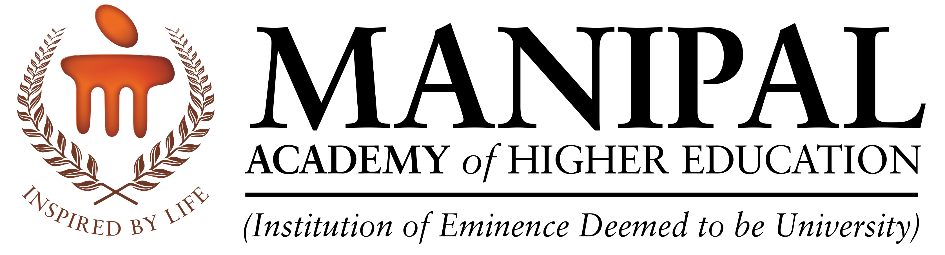 INSPIRED BY LIFE
MANIPAL
ACADEMY of HIGHER EDUCATION
(Institution of Eminence Deemed to be University)